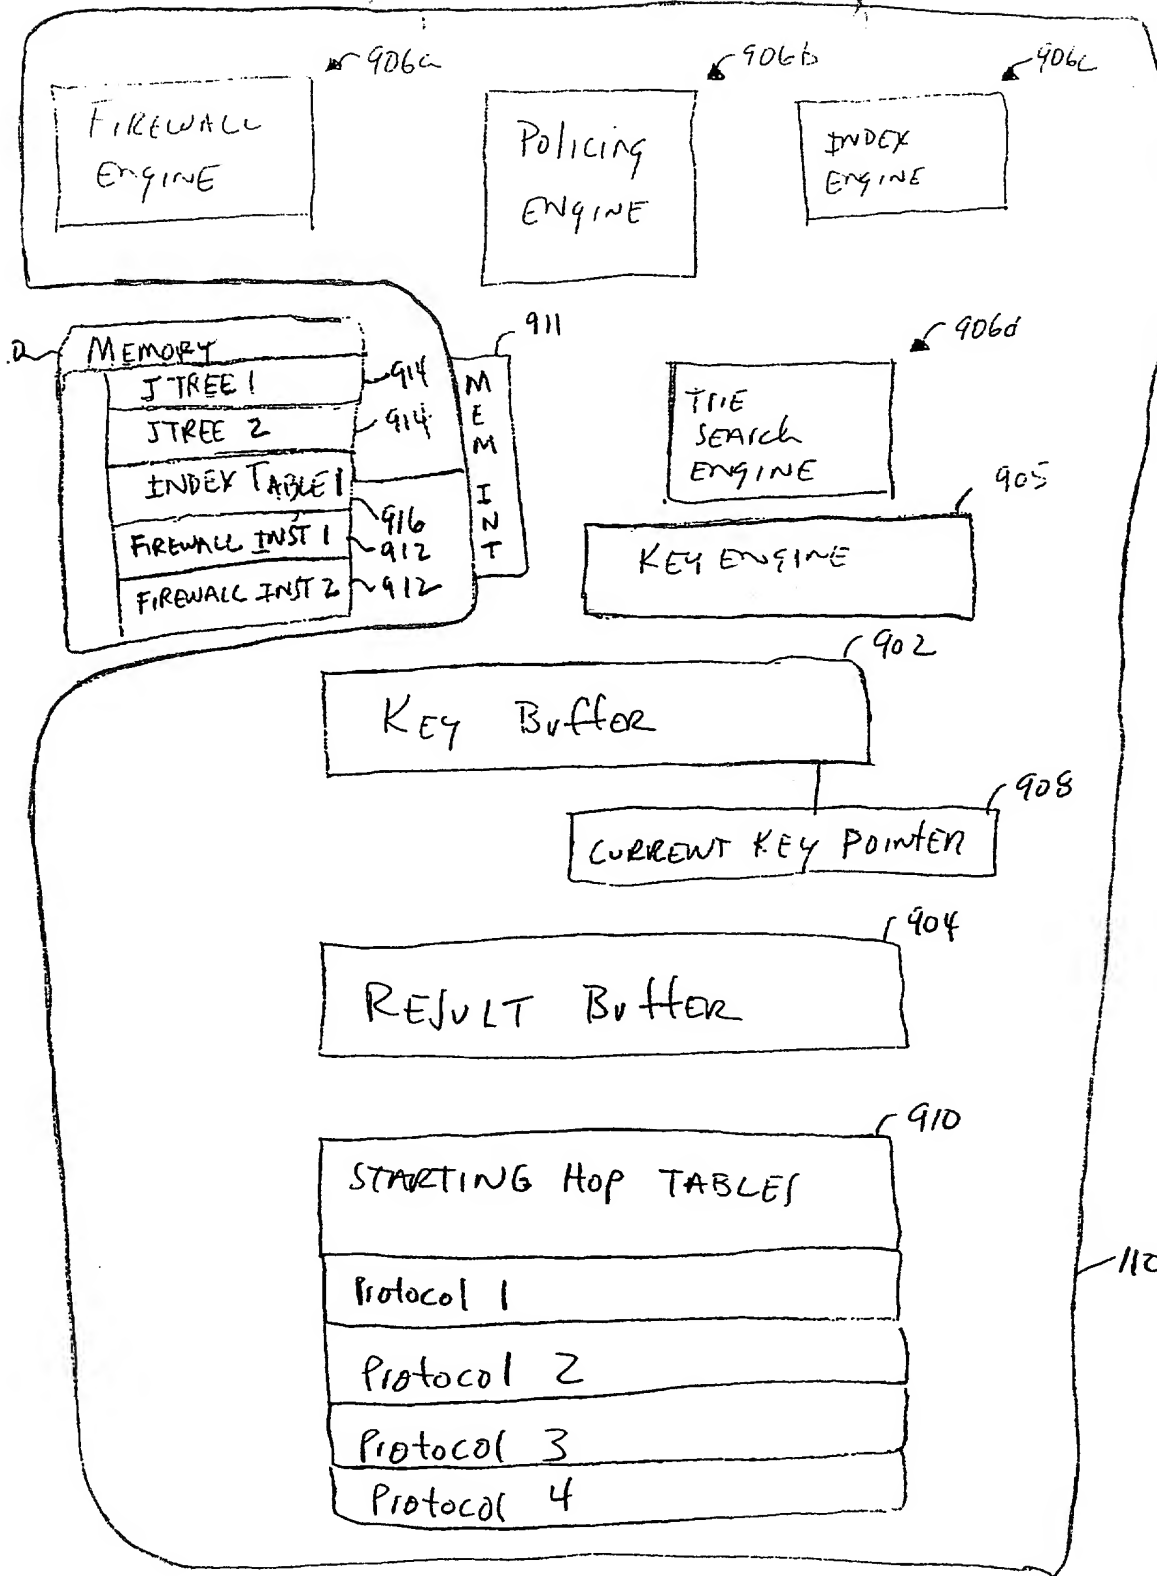 906a
906b
906c
FIREWALL
ENGINE
Policing
ENGINE
INDEX
ENGINE
911
906d
MEMORY
J TREE 1
914
JTREE 2
914
INDEX TABLE 1
916
FIREWALL INST 1
912
FIREWALL INST 2
912
MEM INT
TRIE
SEARCH
ENGINE
905
KEY ENGINE
902
KEY Buffer
908
CURRENT KEY POINTER
904
RESULT Buffer
910
STARTING HOP TABLES
Protocol 1
Protocol 2
Protocol 3
Protocol 4